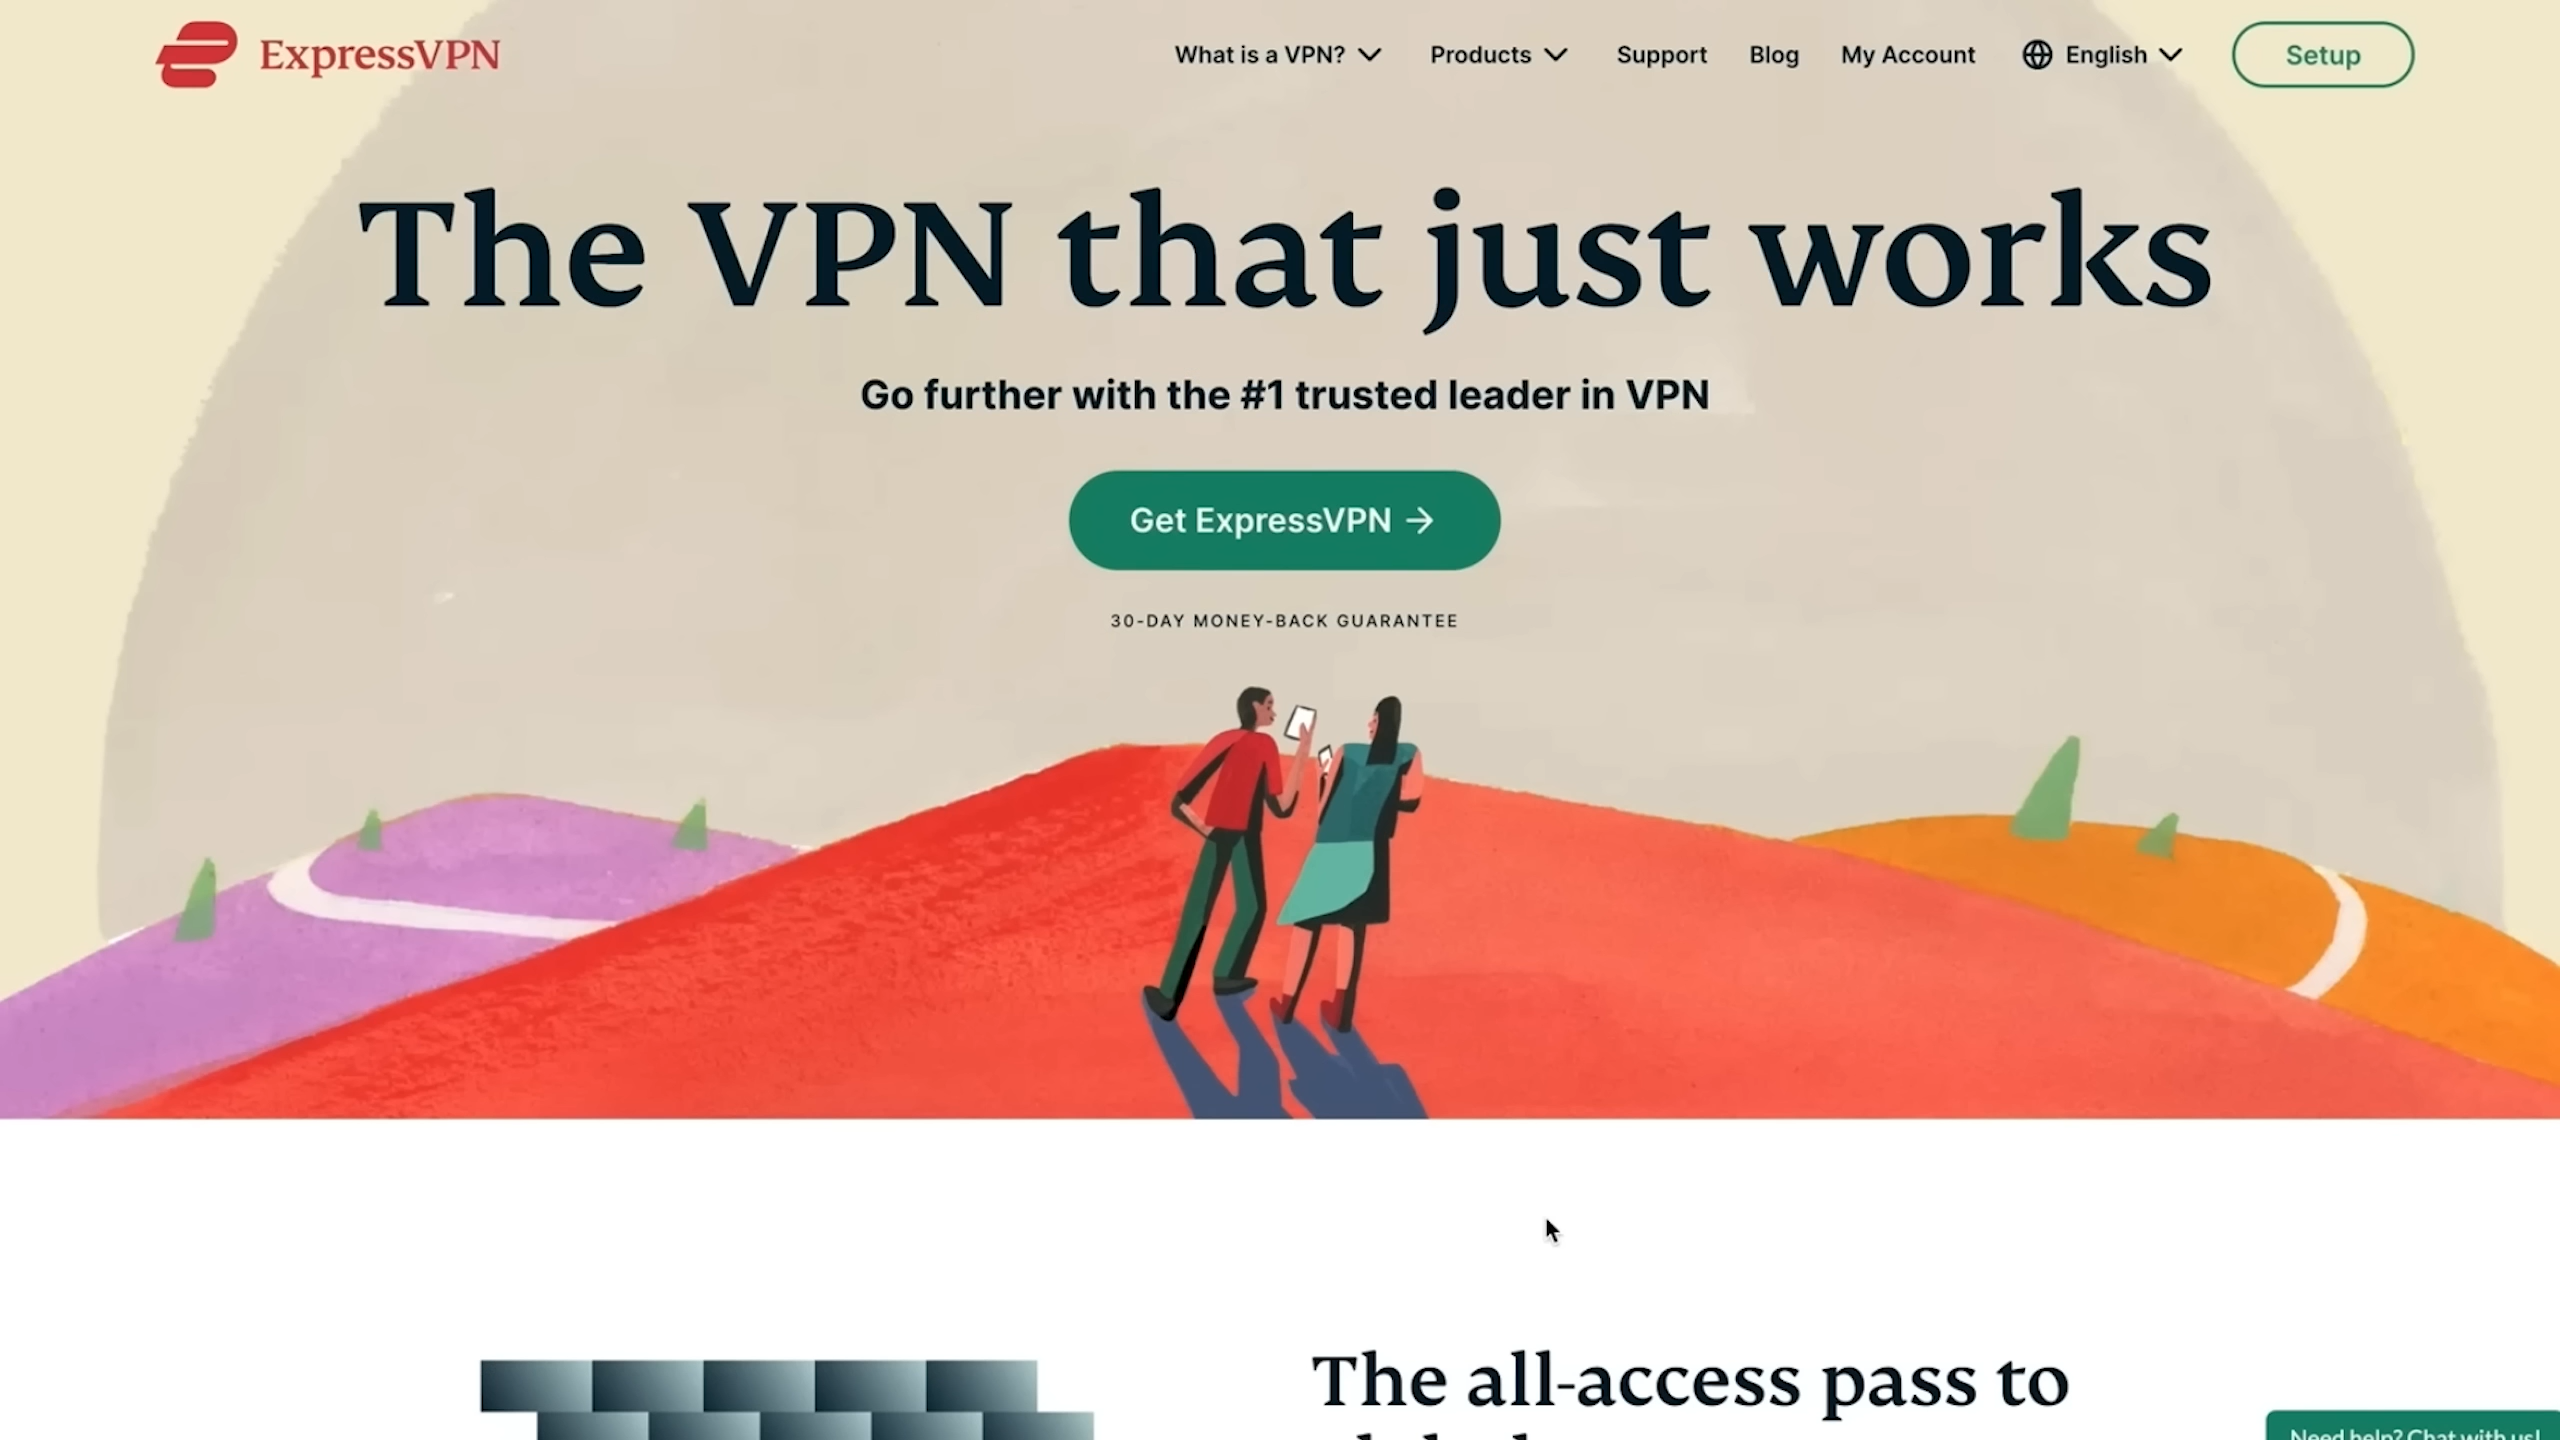 ExpressVPN
What is a VPN?
Products
Support
Blog
My Account
English
Setup
The VPN that just works
Go further with the #1 trusted leader in VPN
Get ExpressVPN →
30-DAY MONEY-BACK GUARANTEE
The all-access pass to
Need help? Chat with us!